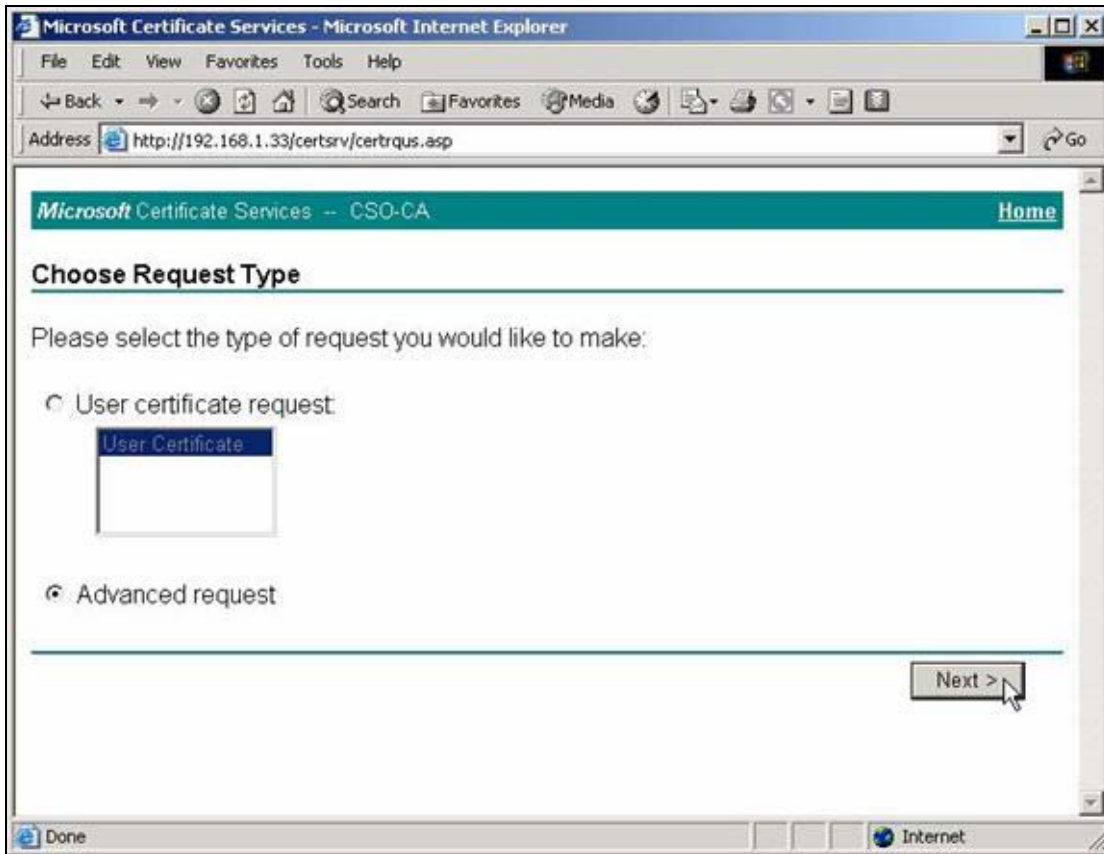 Microsoft Certificate Services - Microsoft Internet Explorer
File Edit View Favorites Tools Help
Back Search Favorites Media
Address http://192.168.1.33/certsrv/certrqus.asp Go
Microsoft Certificate Services -- CSO-CA Home
Choose Request Type
Please select the type of request you would like to make:
User certificate request:
User Certificate
Advanced request
Next >
Done Internet